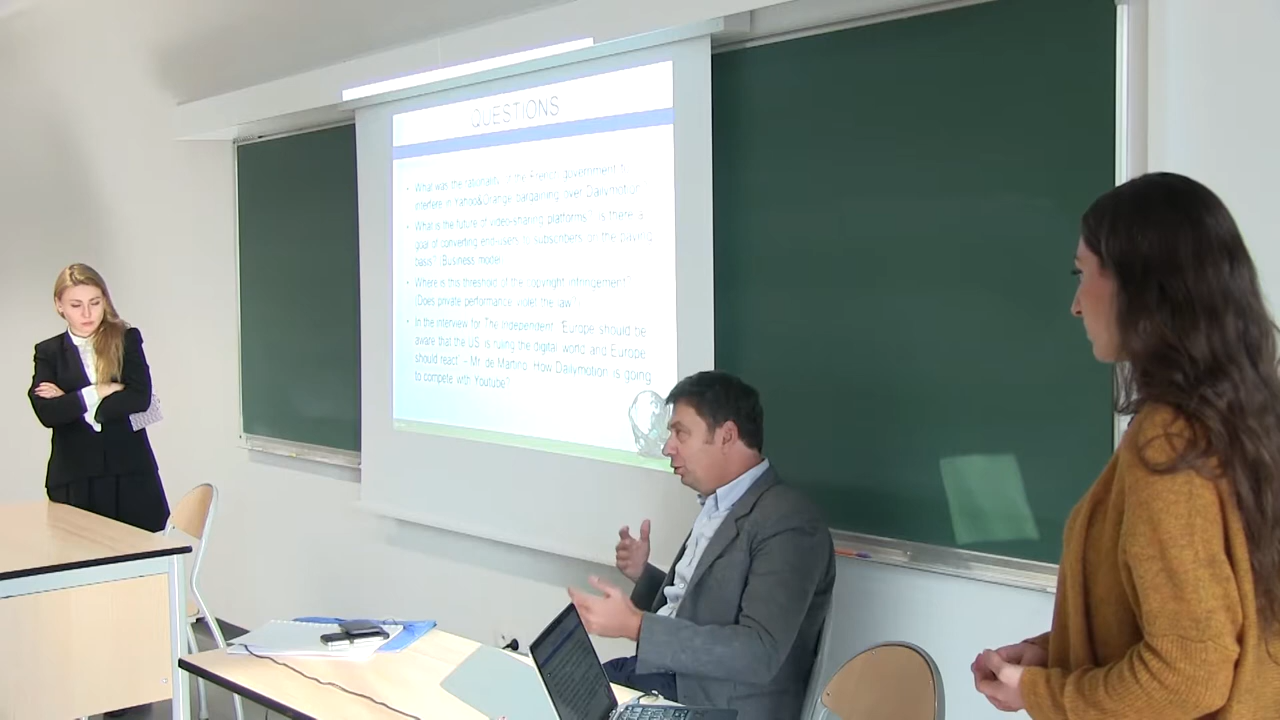 QUESTIONS
• What was the rationality of the French government to
interfere in Yahoo&Orange bargaining over Dailymotion
• What is the future of video-sharing platforms? Is there a
goal of converting end-users to subscribers on the paying
basis? (Business model)
• Where is this threshold of the copyright infringement?
(Does private performance violet the law?)
• In the interview for The Independent: "Europe should be
aware that the US is ruling the digital world and Europe
should react" – Mr. de Martino. How Dailymotion is going
to compete with Youtube?